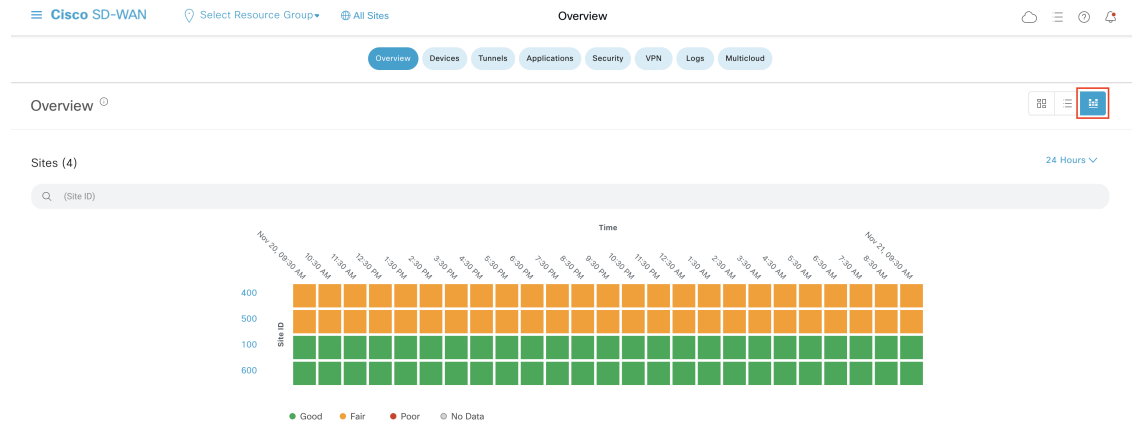 Cisco SD-WAN
Select Resource Group
All Sites
Overview
Overview
Devices
Tunnels
Applications
Security
VPN
Logs
Multicloud
Overview
Sites (4)
24 Hours
(Site ID)
Time
Nov 20, 09:30 AM
10:30 AM
11:30 AM
12:30 PM
1:30 PM
2:30 PM
3:30 PM
4:30 PM
5:30 PM
6:30 PM
7:30 PM
8:30 PM
9:30 PM
10:30 PM
11:30 PM
12:30 AM
1:30 AM
2:30 AM
3:30 AM
4:30 AM
5:30 AM
6:30 AM
7:30 AM
8:30 AM
Nov 21, 09:30 AM
Site ID
400
500
100
600
Good
Fair
Poor
No Data